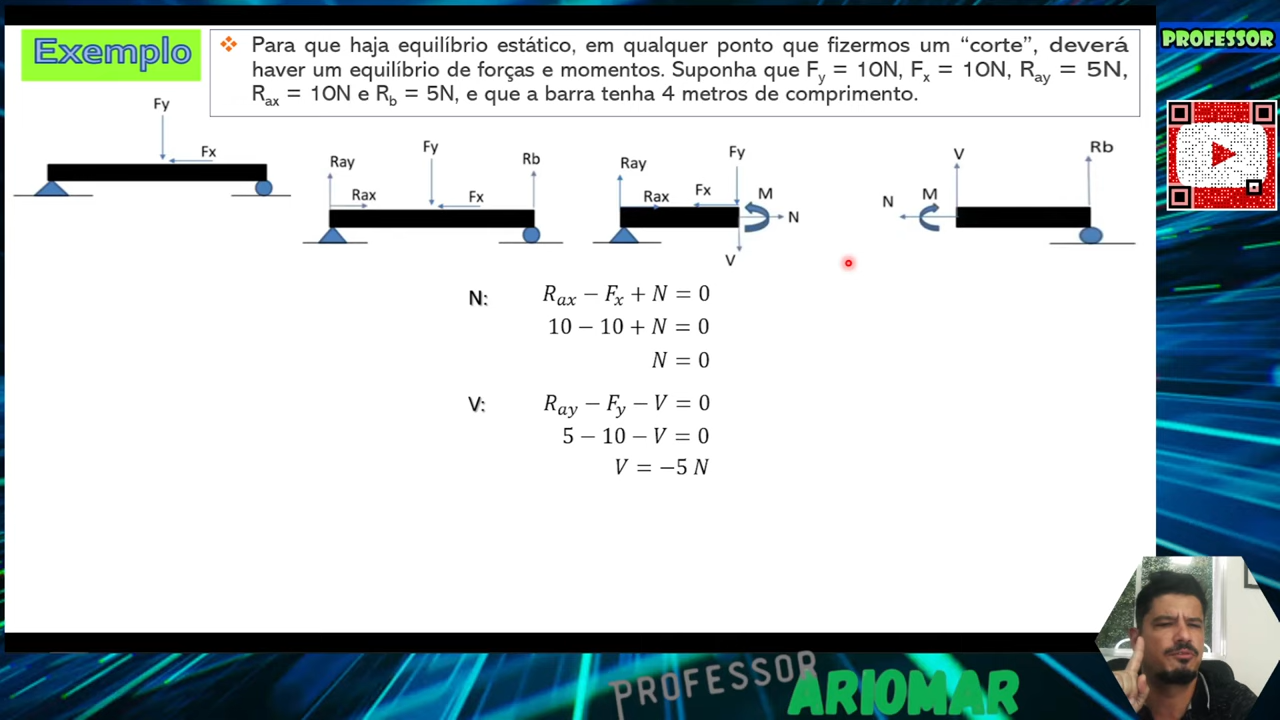 Exemplo
❖ Para que haja equilíbrio estático, em qualquer ponto que fizermos um “corte”, deverá
haver um equilíbrio de forças e momentos. Suponha que Fy = 10N, Fx = 10N, Ray = 5N,
Rax = 10N e Rb = 5N, e que a barra tenha 4 metros de comprimento.
PROFESSOR
Fy
Fx
Ray
Fy
Rb
Rax
Fx
Ray
Fy
Rax
Fx
M
N
V
V
Rb
N
M
N:
Rax − Fx + N = 0
10 − 10 + N = 0
N = 0
V:
Ray − Fy − V = 0
5 − 10 − V = 0
V = −5 N
PROFESSOR
ARIOMAR